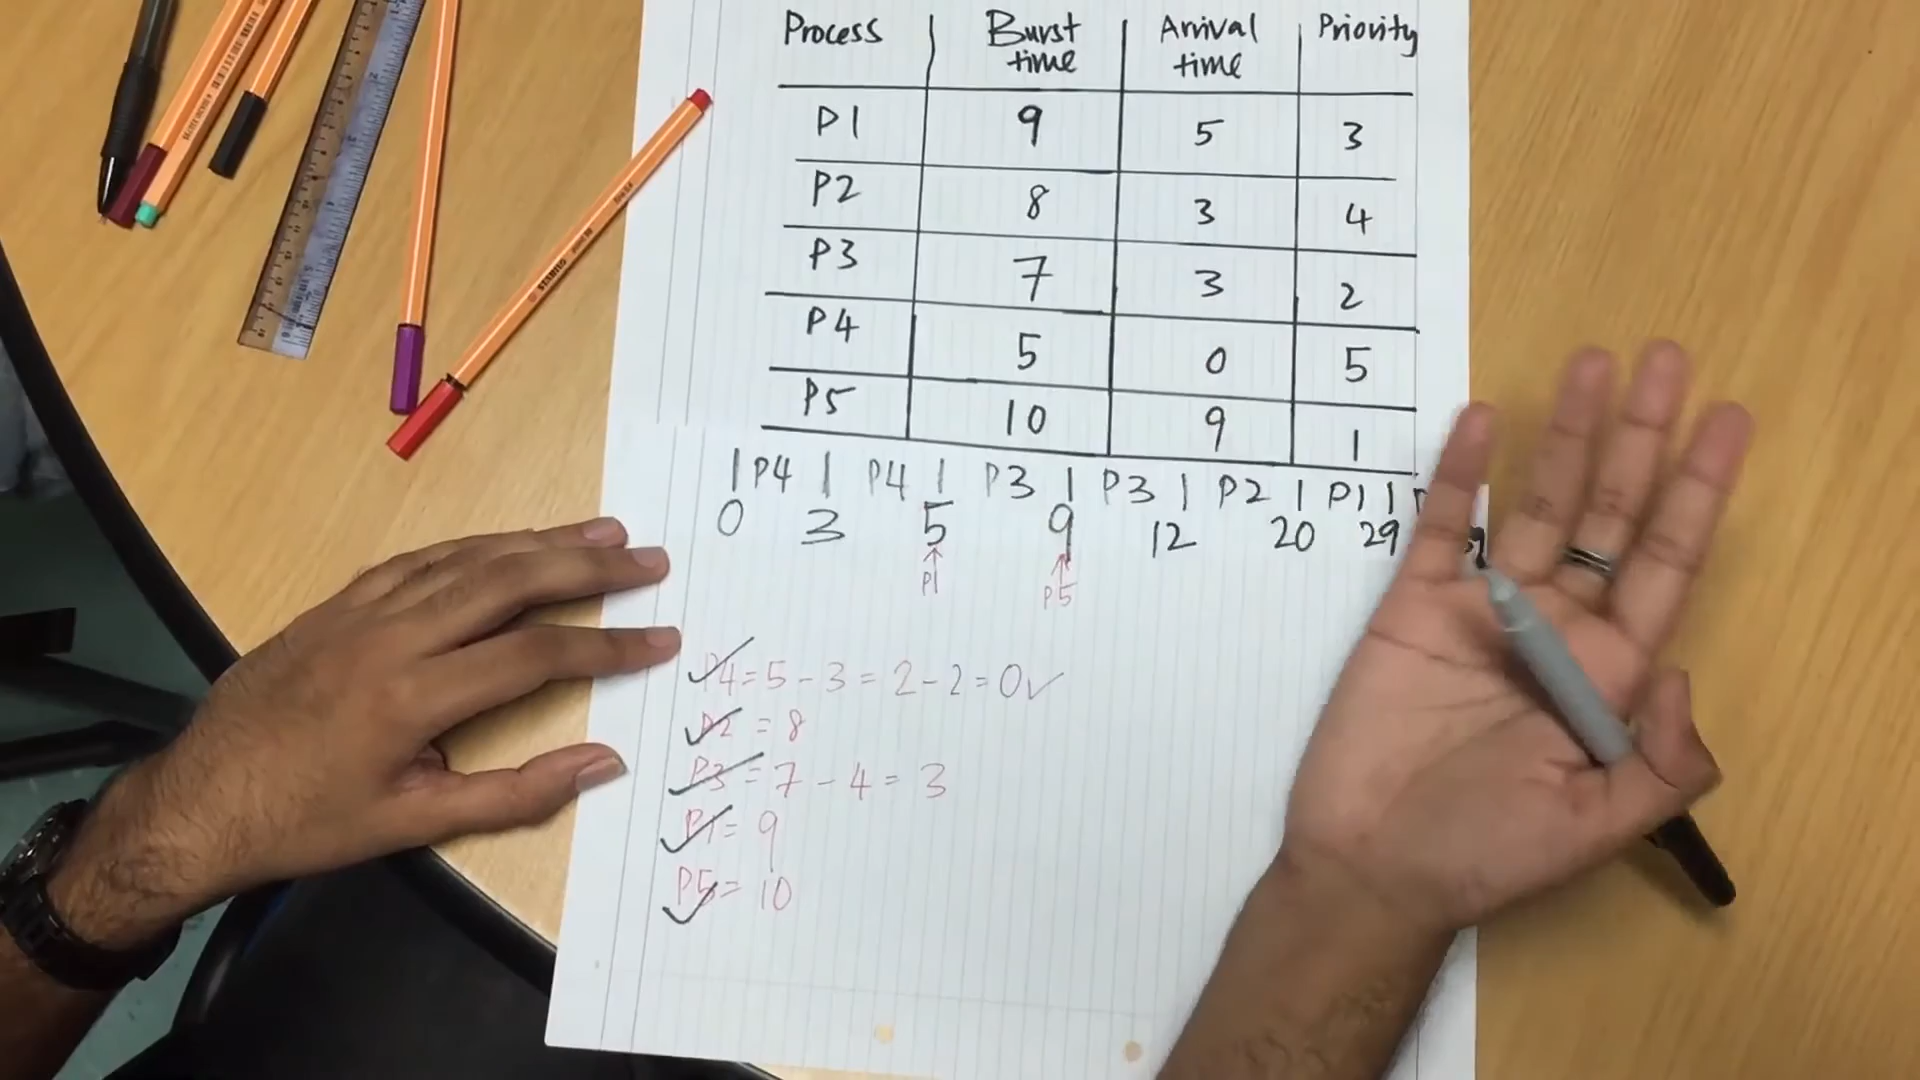 Process | Burst time | Arrival time | Priority
P1 9 5 3
P2 8 3 4
P3 7 3 2
P4 5 0 5
P5 10 9 1
| P4 | P4 | P3 | P3 | P2 | P1 |
0 3 5 9 12 20 29
P1 P5
P4 = 5 - 3 = 2 - 2 = 0 ✓
P2 = 8
P3 = 7 - 4 = 3
P1 = 9
P5 = 10
STABILO